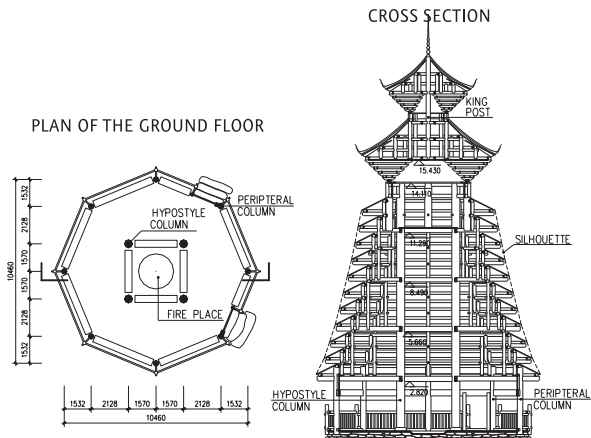 CROSS SECTION
KING
POST
PLAN OF THE GROUND FLOOR
15.430
14.110
PERIPTERAL
COLUMN
HYPOSTYLE
COLUMN
11.290
SILHOUETTE
8.490
FIRE PLACE
5.660
2.820
HYPOSTYLE
COLUMN
PERIPTERAL
COLUMN
1532
2128
1570
1570
2128
1532
10460
1532 2128 1570 1570 2128 1532
10460